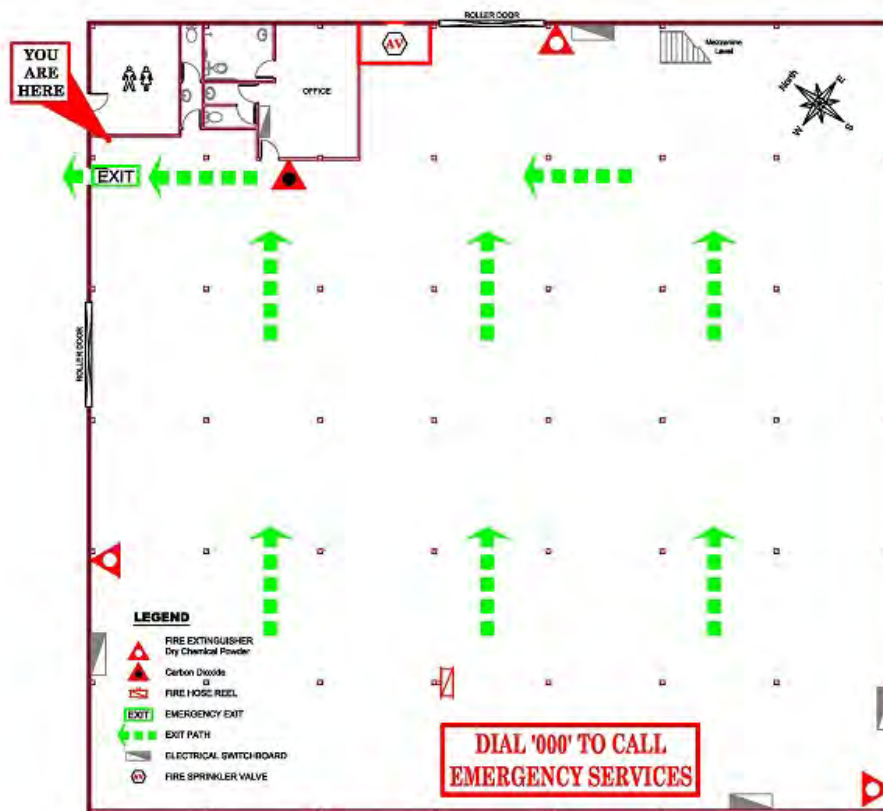 ROLLER DOOR
YOU
ARE
HERE
AV
Mezzanine
Level
OFFICE
North
E
W
S
EXIT
ROLLER DOOR
LEGEND
FIRE EXTINGUISHER
Dry Chemical Powder
Carbon Dioxide
FIRE HOSE REEL
EXIT EMERGENCY EXIT
EXIT PATH
ELECTRICAL SWITCHBOARD
AV FIRE SPRINKLER VALVE
DIAL '000' TO CALL
EMERGENCY SERVICES